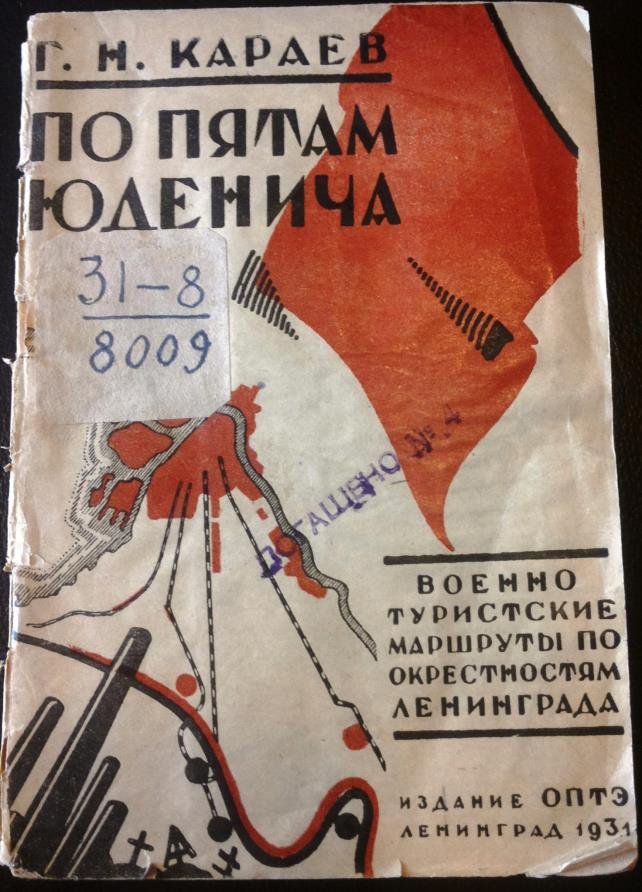 Г. Н. КАРАЕВ
ПО ПЯТАМ
ЮДЕНИЧА
31-8
8009
ПОГАШЕНО № 4
ВОЕННО
ТУРИСТСКИЕ
МАРШРУТЫ ПО
ОКРЕСТНОСТЯМ
ЛЕНИНГРАДА
ИЗДАНИЕ ОПТЭ
ЛЕНИНГРАД 1931